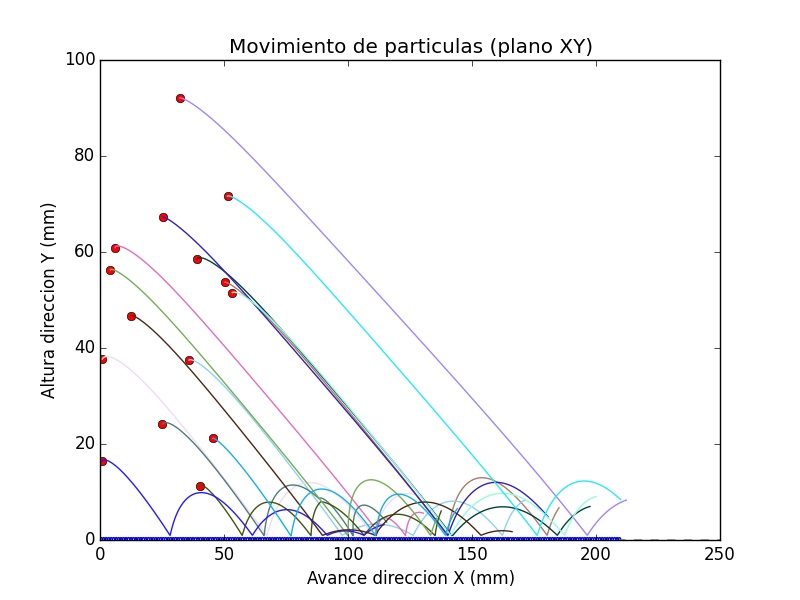 Movimiento de particulas (plano XY)
100
80
60
40
20
0
Altura direccion Y (mm)
0 50 100 150 200 250
Avance direccion X (mm)